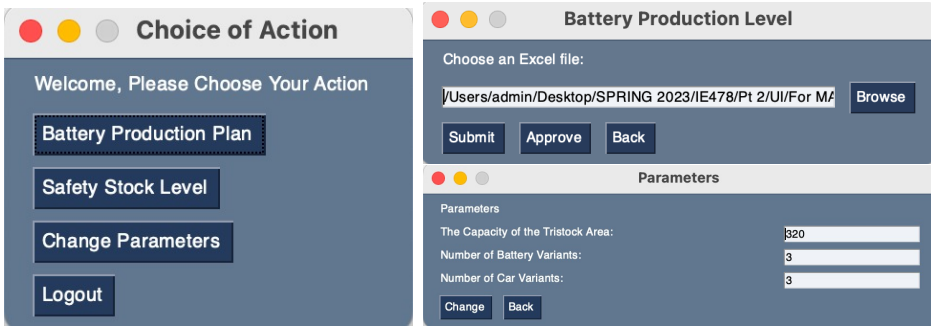 Choice of Action
Welcome, Please Choose Your Action
Battery Production Plan
Safety Stock Level
Change Parameters
Logout
Battery Production Level
Choose an Excel file:
/Users/admin/Desktop/SPRING 2023/IE478/Pt 2/UI/For MA
Browse
Submit Approve Back
Parameters
Parameters
The Capacity of the Tristock Area: 320
Number of Battery Variants: 3
Number of Car Variants: 3
Change Back